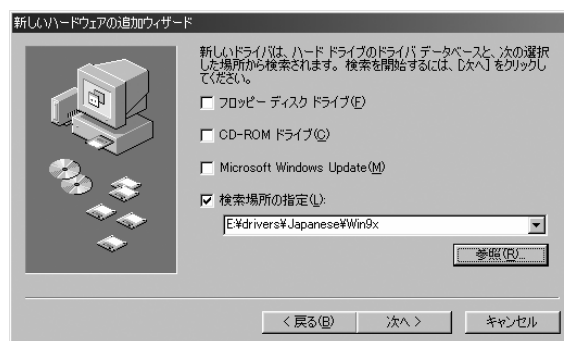 新しいハードウェアの追加ウィザード
新しいドライバは、ハード ドライブのドライバ データベースと、次の選択
した場所から検索されます。検索を開始するには、[次へ] をクリックし
てください。
フロッピー ディスク ドライブ(F)
CD-ROM ドライブ(C)
Microsoft Windows Update(M)
検索場所の指定(L):
E:¥drivers¥Japanese¥Win9x
参照(R)...
< 戻る(B)
次へ >
キャンセル